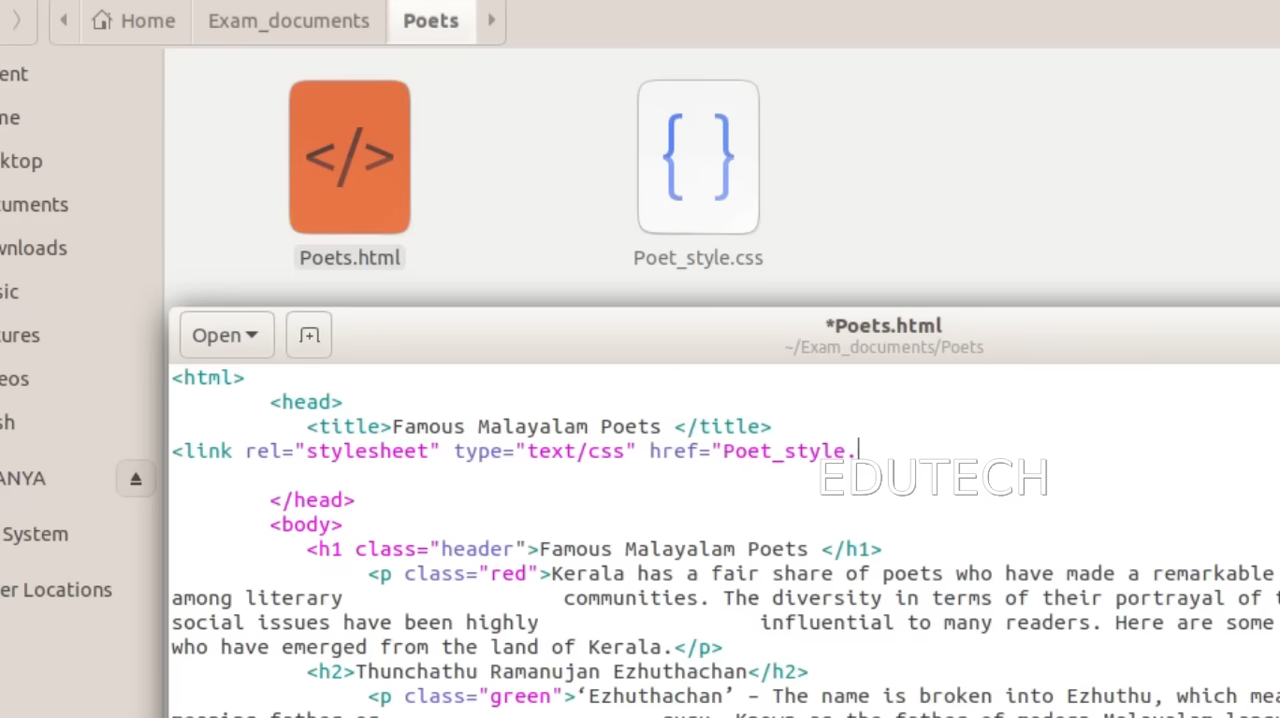 Home Exam_documents Poets
ent
me
ktop
cuments
wnloads
sic
tures
eos
sh
ANYA
System
er Locations
</>
{ }
Poets.html
Poet_style.css
Open
*Poets.html
~/Exam_documents/Poets
<html>
<head>
<title>Famous Malayalam Poets </title>
<link rel="stylesheet" type="text/css" href="Poet_style.
EDUTECH
</head>
<body>
<h1 class="header">Famous Malayalam Poets </h1>
<p class="red">Kerala has a fair share of poets who have made a remarkable
among literary communities. The diversity in terms of their portrayal of t
social issues have been highly influential to many readers. Here are some
who have emerged from the land of Kerala.</p>
<h2>Thunchathu Ramanujan Ezhuthachan</h2>
<p class="green">‘Ezhuthachan’ – The name is broken into Ezhuthu, which mea